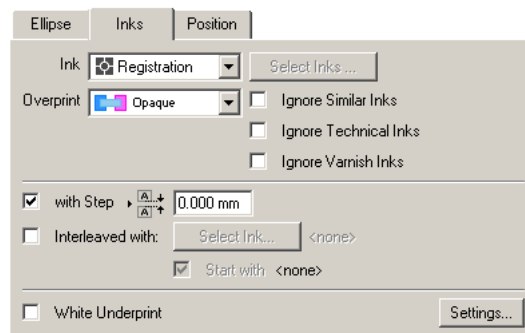 Ellipse Inks Position
Ink Registration Select Inks ...
Overprint Opaque Ignore Similar Inks
Ignore Technical Inks
Ignore Varnish Inks
with Step A A 0.000 mm
Interleaved with: Select Ink... <none>
Start with <none>
White Underprint Settings...